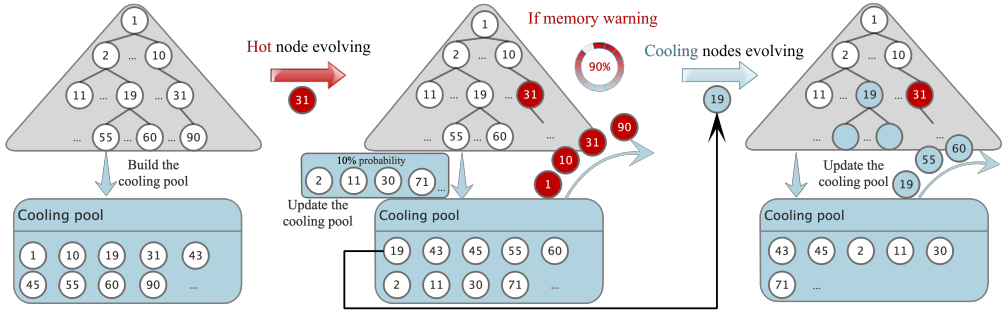 1
2 ... 10
11 ... 19 ... 31
... 55 ... 60 ... 90
Build the
cooling pool
Cooling pool
1 10 19 31 43
45 55 60 90 ...
Hot node evolving
31
1
2 ... 10
11 ... 19 ... 31
... 55 ... 60 ...
10% probability
2 11 30 71 ...
Update the
cooling pool
1 10 31 90
Cooling pool
19 43 45 55 60
2 11 30 71 ...
If memory warning
90%
Cooling nodes evolving
19
1
2 ... 10
11 ... 19 ... 31
... ... ...
Update the
cooling pool
19 55 60
Cooling pool
43 45 2 11 30
71 ...